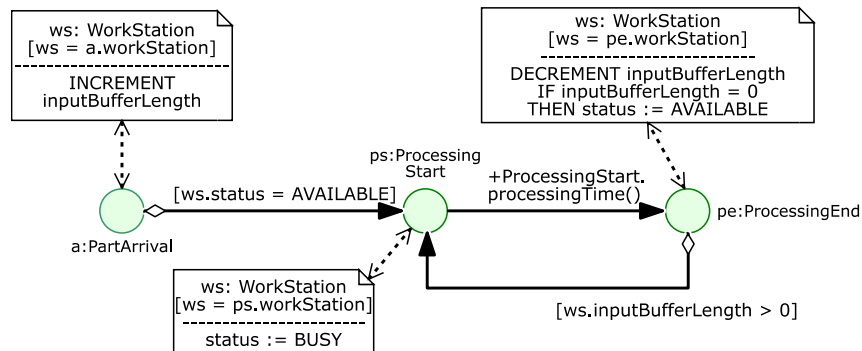 ws: WorkStation
[ws = a.workStation]
INCREMENT
inputBufferLength
ws: WorkStation
[ws = pe.workStation]
DECREMENT inputBufferLength
IF inputBufferLength = 0
THEN status := AVAILABLE
ps:Processing
Start
[ws.status = AVAILABLE]
+ProcessingStart.
processingTime()
a:PartArrival
pe:ProcessingEnd
ws: WorkStation
[ws = ps.workStation]
status := BUSY
[ws.inputBufferLength > 0]